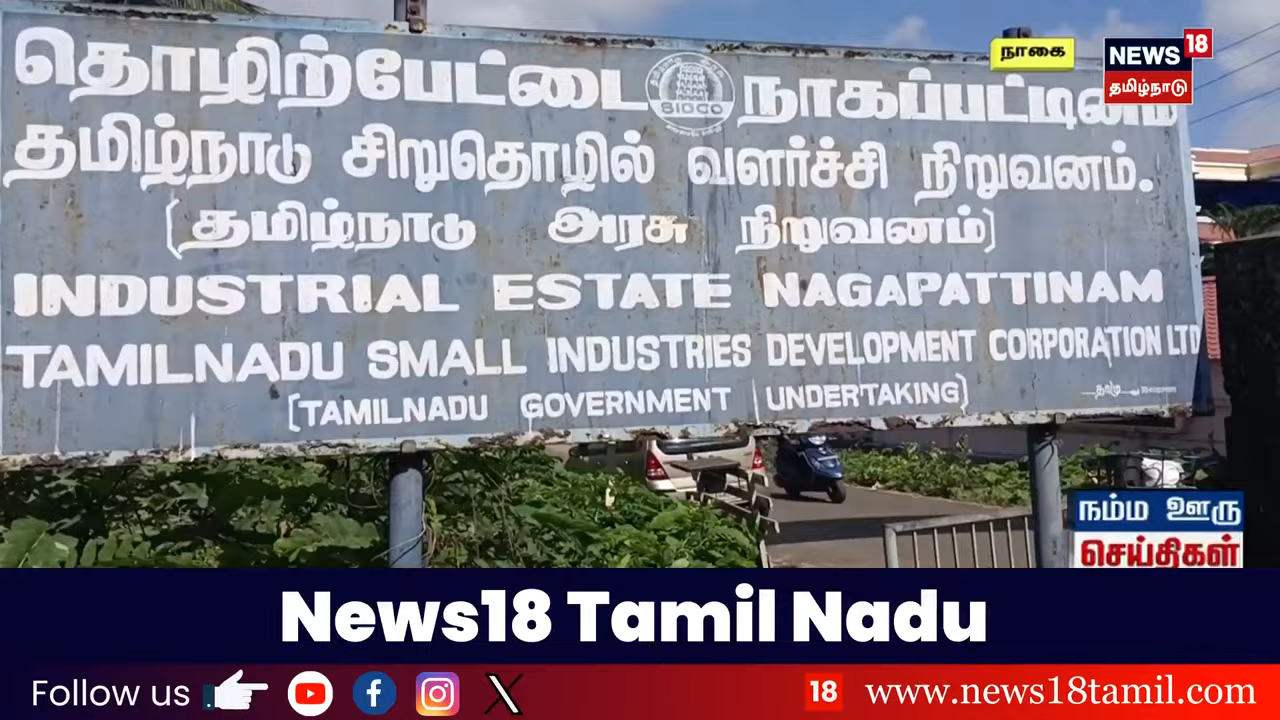 நாகை
NEWS 18
தமிழ்நாடு
தொழிற்பேட்டை SIDCO நாகப்பட்டினம்
தமிழ்நாடு சிறுதொழில் வளர்ச்சி நிறுவனம்.
(தமிழ்நாடு அரசு நிறுவனம்)
INDUSTRIAL ESTATE NAGAPATTINAM
TAMILNADU SMALL INDUSTRIES DEVELOPMENT CORPORATION LTD
(TAMILNADU GOVERNMENT UNDERTAKING)
நம்ம ஊரு
செய்திகள்
News18 Tamil Nadu
Follow us
18 www.news18tamil.com